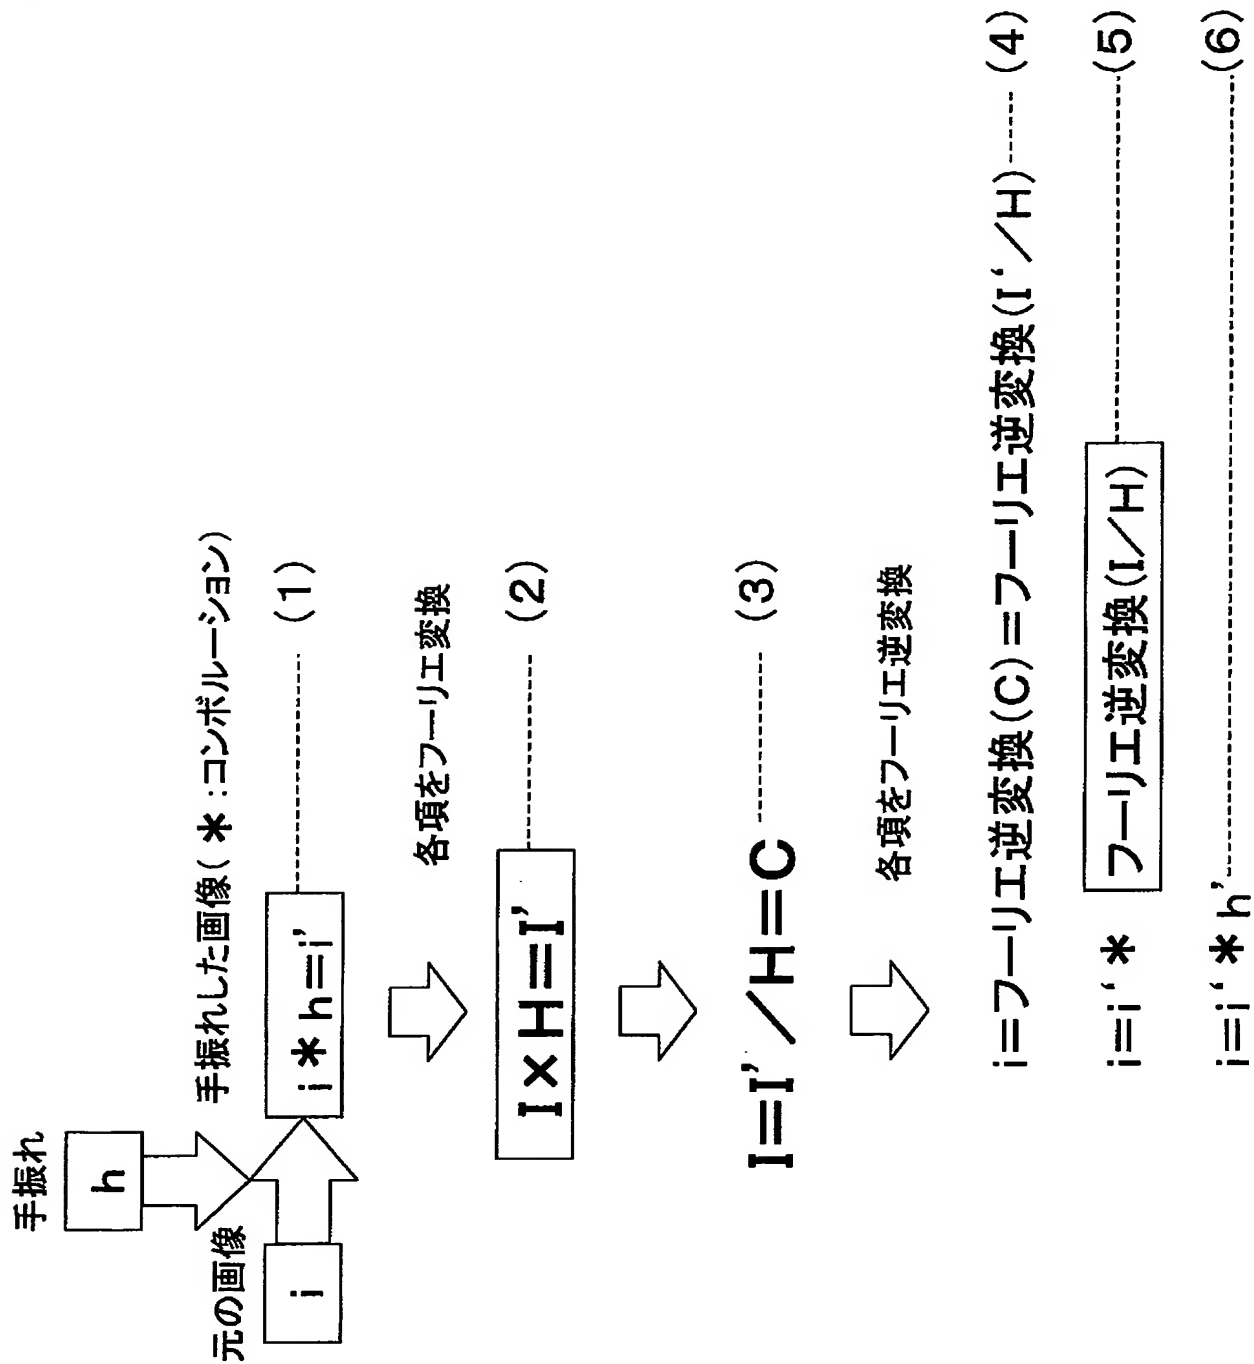 手振れ
h
元の画像
i
手振れした画像(＊:コンボルーション)
i＊h＝i’ (1)
各項をフーリエ変換
I×H＝I’ (2)
I＝I’／H＝C (3)
各項をフーリエ逆変換
i＝フーリエ逆変換(C)＝フーリエ逆変換(I‘／H) (4)
i＝i‘＊ フーリエ逆変換(I／H) (5)
i＝i‘＊h’ (6)